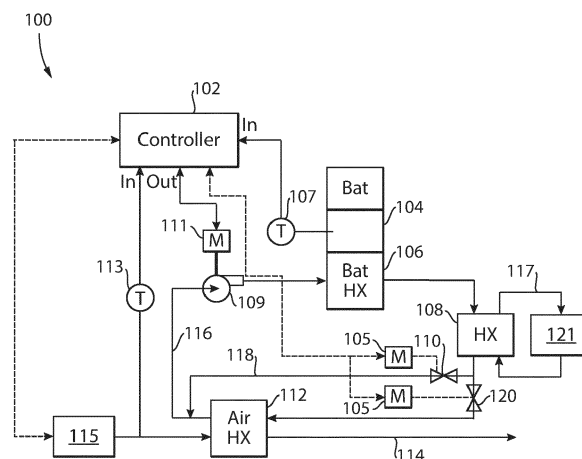 100
102
Controller
In
In
Out
107
T
Bat
104
111
M
106
113
T
109
Bat
HX
117
116
105
M
110
108
HX
121
118
112
105
M
120
115
Air
HX
114